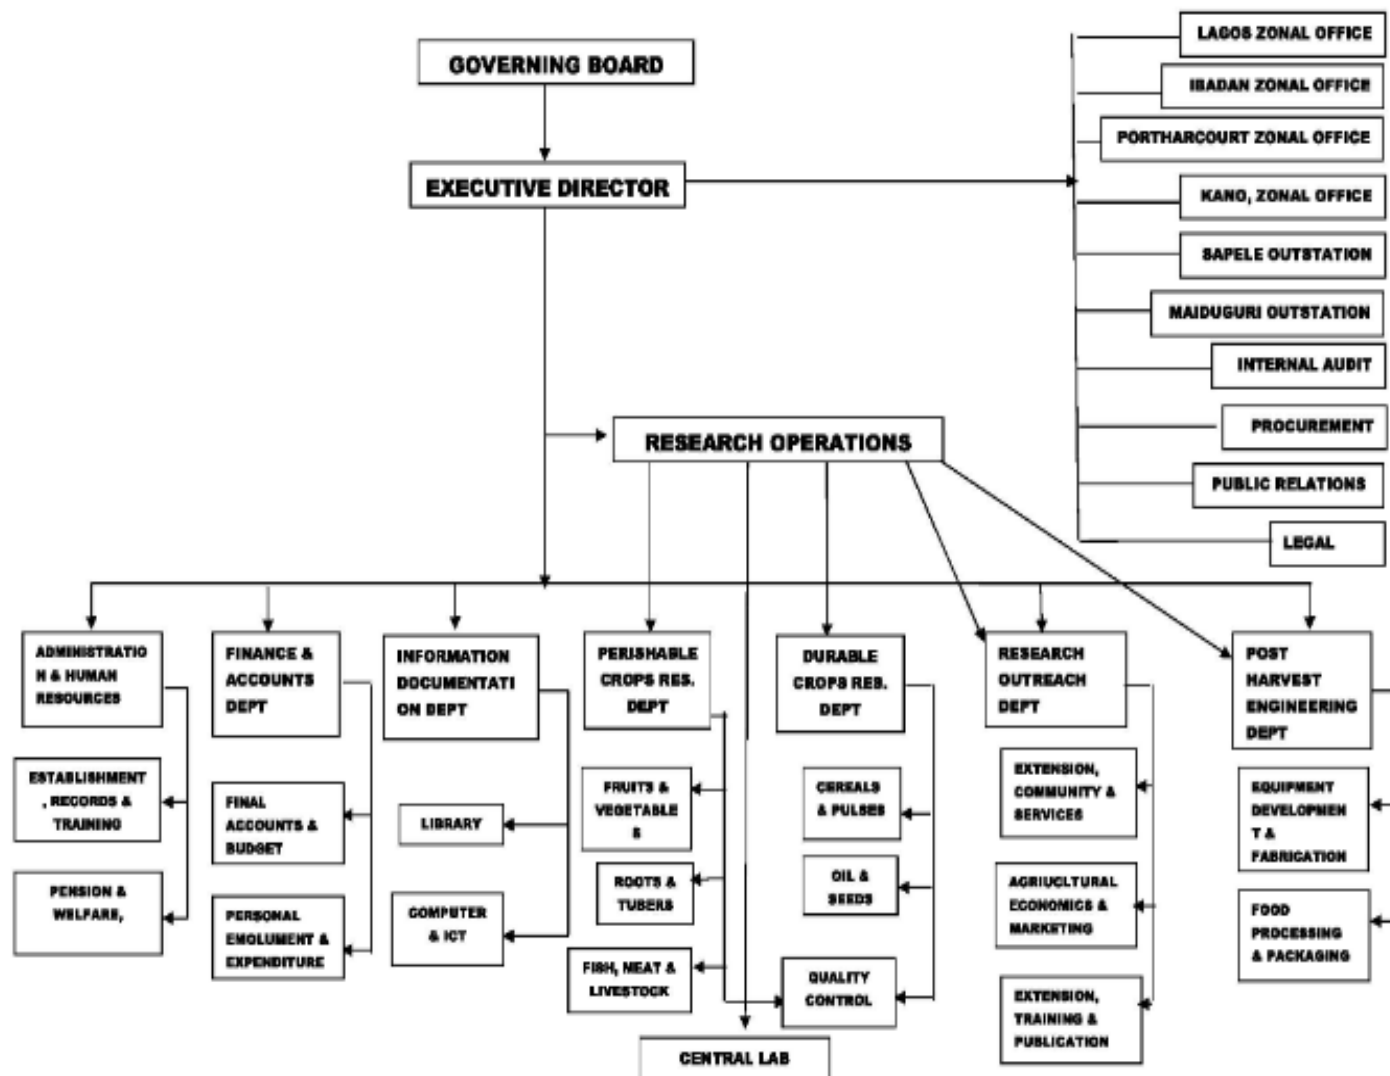 GOVERNING BOARD
EXECUTIVE DIRECTOR
LAGOS ZONAL OFFICE
IBADAN ZONAL OFFICE
PORTHARCOURT ZONAL OFFICE
KANO, ZONAL OFFICE
SAPELE OUTSTATION
MAIDUGURI OUTSTATION
INTERNAL AUDIT
PROCUREMENT
PUBLIC RELATIONS
LEGAL
RESEARCH OPERATIONS
ADMINISTRATIO
N & HUMAN
RESOURCES
ESTABLISHMENT
, RECORDS &
TRAINING
PENSION &
WELFARE,
FINANCE &
ACCOUNTS
DEPT
FINAL
ACCOUNTS &
BUDGET
PERSONAL
EMOLUMENT &
EXPENDITURE
INFORMATION
DOCUMENTATI
ON DEPT
LIBRARY
COMPUTER
& ICT
PERISHABLE
CROPS RES.
DEPT
FRUITS &
VEGETABLE
S
ROOTS &
TUBERS
FISH, MEAT &
LIVESTOCK
DURABLE
CROPS RES.
DEPT
CEREALS
& PULSES
OIL &
SEEDS
QUALITY
CONTROL
CENTRAL LAB
RESEARCH
OUTREACH
DEPT
EXTENSION,
COMMUNITY &
SERVICES
AGRIUCLTURAL
ECONOMICS &
MARKETING
EXTENSION,
TRAINING &
PUBLICATION
POST
HARVEST
ENGINEERING
DEPT
EQUIPMENT
DEVELOPMEN
T &
FABRICATION
FOOD
PROCESSING
& PACKAGING